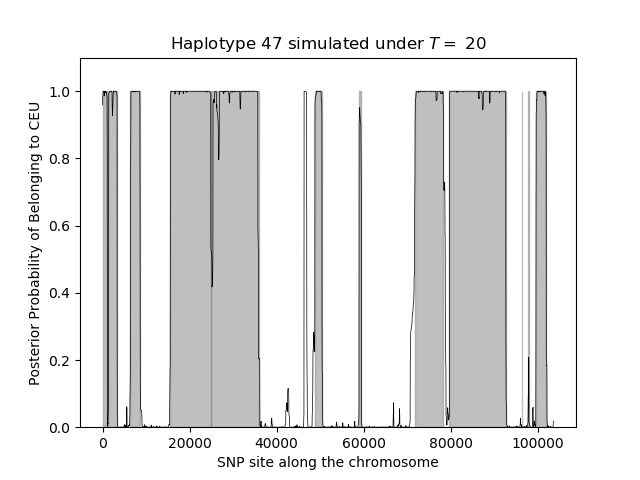 Haplotype 47 simulated under T = 20
Posterior Probability of Belonging to CEU
1.0
0.8
0.6
0.4
0.2
0.0
0 20000 40000 60000 80000 100000
SNP site along the chromosome